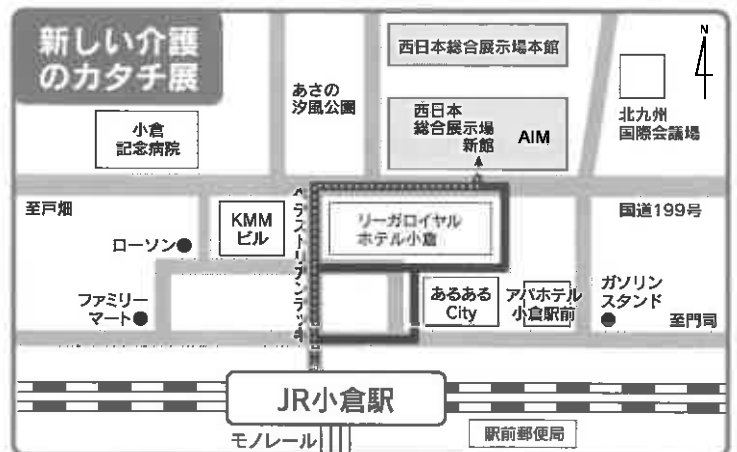 新しい介護
のカタチ展
西日本総合展示場本館
N
あさの
汐風公園
小倉
記念病院
西日本
総合展示場
新館
AIM
北九州
国際会議場
至戸畑
KMM
ビル
ペデストリアンデッキ
リーガロイヤル
ホテル小倉
国道199号
ローソン
ファミリー
マート
あるある
City
アパホテル
小倉駅前
ガソリン
スタンド
至門司
JR小倉駅
モノレール
駅前郵便局